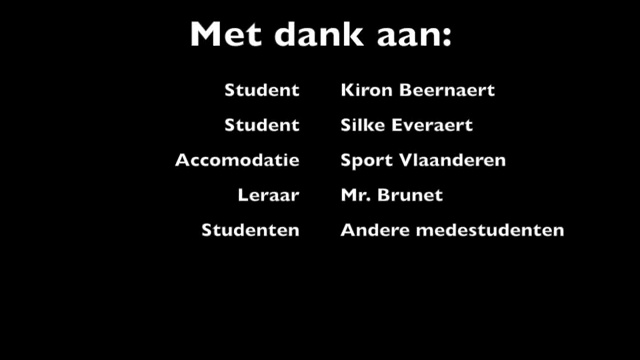 Met dank aan:
Student Kiron Beernaert
Student Silke Everaert
Accomodatie Sport Vlaanderen
Leraar Mr. Brunet
Studenten Andere medestudenten